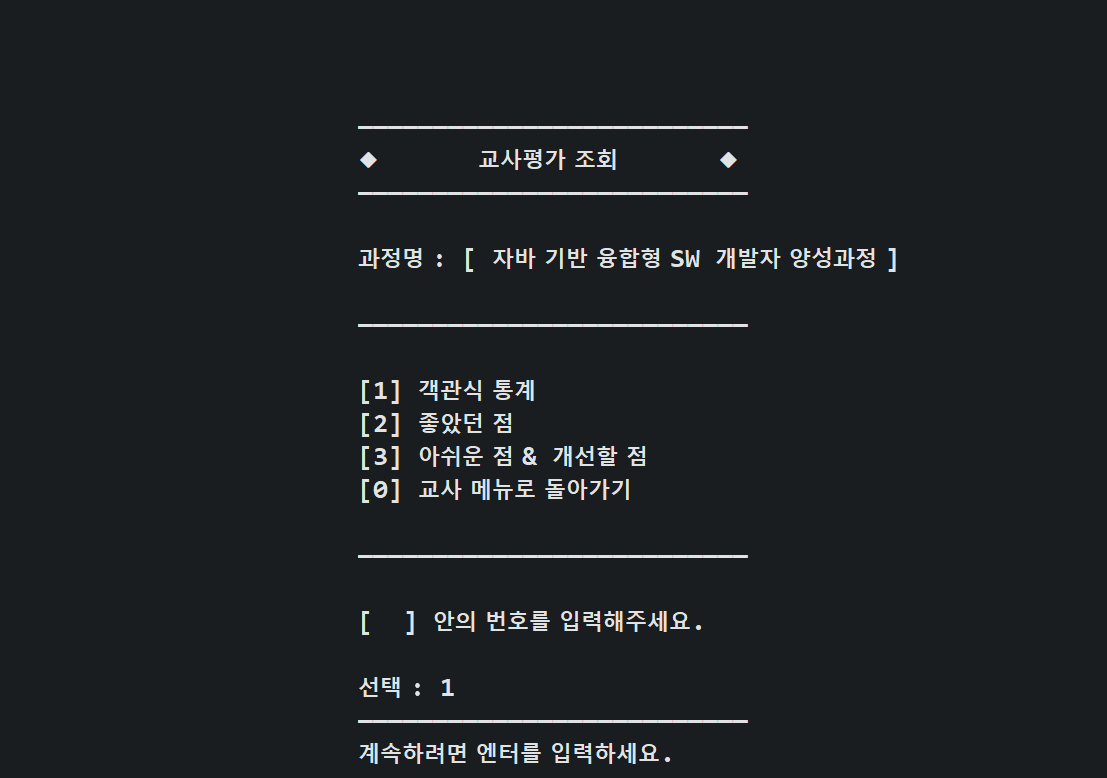 ◆ 교사평가 조회 ◆
과정명 : [ 자바 기반 융합형 SW 개발자 양성과정 ]
[1] 객관식 통계
[2] 좋았던 점
[3] 아쉬운 점 & 개선할 점
[0] 교사 메뉴로 돌아가기
[ ] 안의 번호를 입력해주세요.
선택 : 1
계속하려면 엔터를 입력하세요.